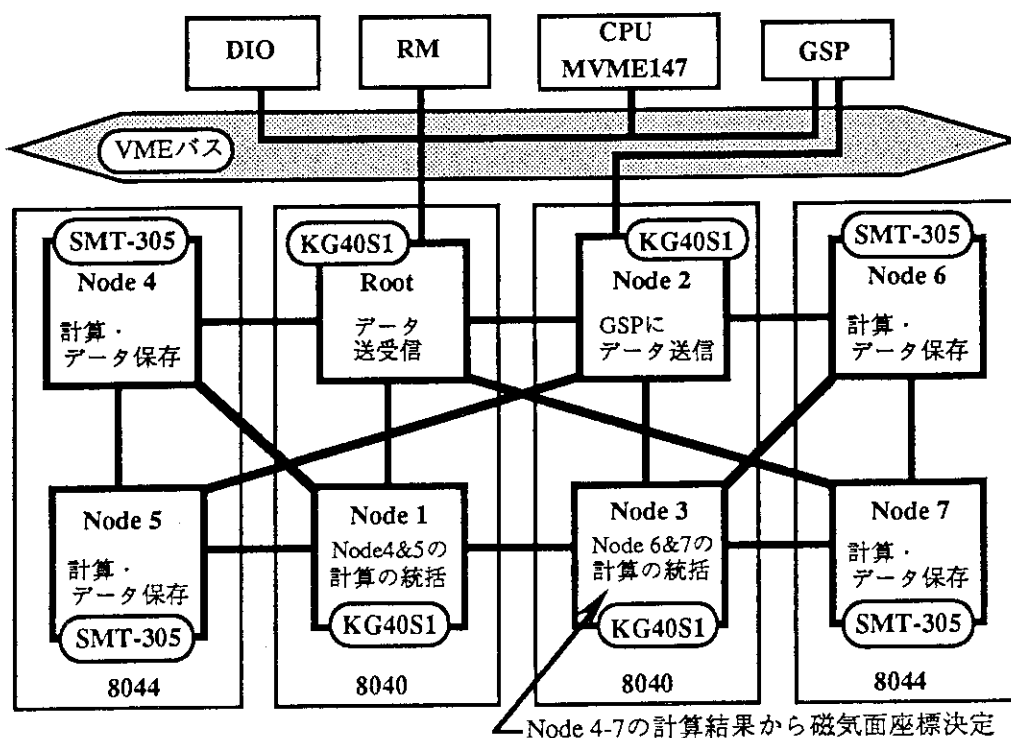 DIO
RM
CPU
MVME147
GSP
VMEバス
SMT-305
Node 4
計算・
データ保存
KG40S1
Root
データ
送受信
KG40S1
Node 2
GSPに
データ送信
SMT-305
Node 6
計算・
データ保存
Node 5
計算・
データ保存
SMT-305
Node 1
Node4&5の
計算の統括
KG40S1
Node 3
Node 6&7の
計算の統括
KG40S1
Node 7
計算・
データ保存
SMT-305
8044
8040
8040
8044
Node 4-7の計算結果から磁気面座標決定